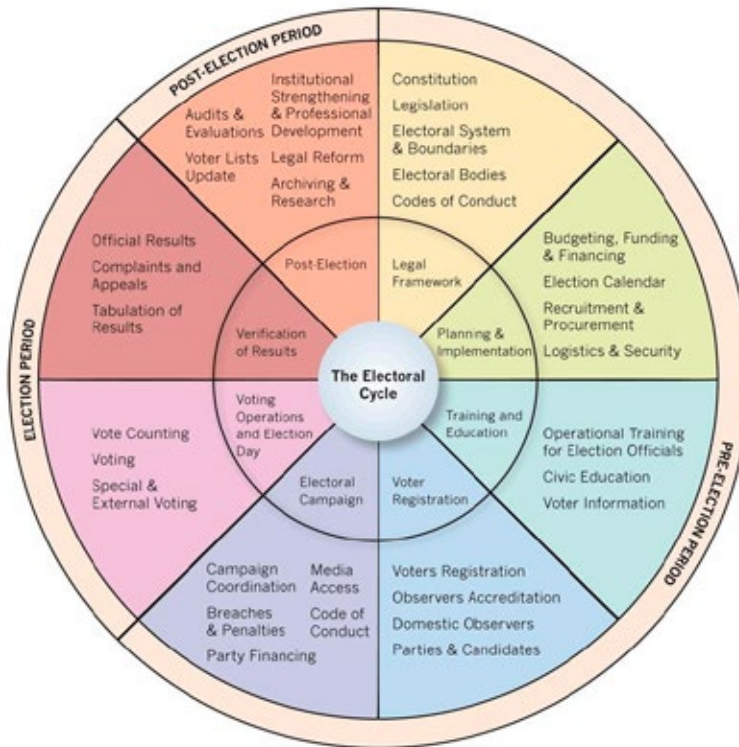 POST-ELECTION PERIOD
ELECTION PERIOD
PRE-ELECTION PERIOD
The Electoral
Cycle
Legal
Framework
Constitution
Legislation
Electoral System
& Boundaries
Electoral Bodies
Codes of Conduct
Planning &
Implementation
Budgeting, Funding
& Financing
Election Calendar
Recruitment &
Procurement
Logistics & Security
Training and
Education
Operational Training
for Election Officials
Civic Education
Voter Information
Voter
Registration
Voters Registration
Observers Accreditation
Domestic Observers
Parties & Candidates
Electoral
Campaign
Campaign
Coordination
Breaches
& Penalties
Party Financing
Media
Access
Code of
Conduct
Voting
Operations
and Election
Day
Vote Counting
Voting
Special &
External Voting
Verification
of Results
Official Results
Complaints and
Appeals
Tabulation of
Results
Post-Election
Audits &
Evaluations
Voter Lists
Update
Institutional
Strengthening
& Professional
Development
Legal Reform
Archiving &
Research